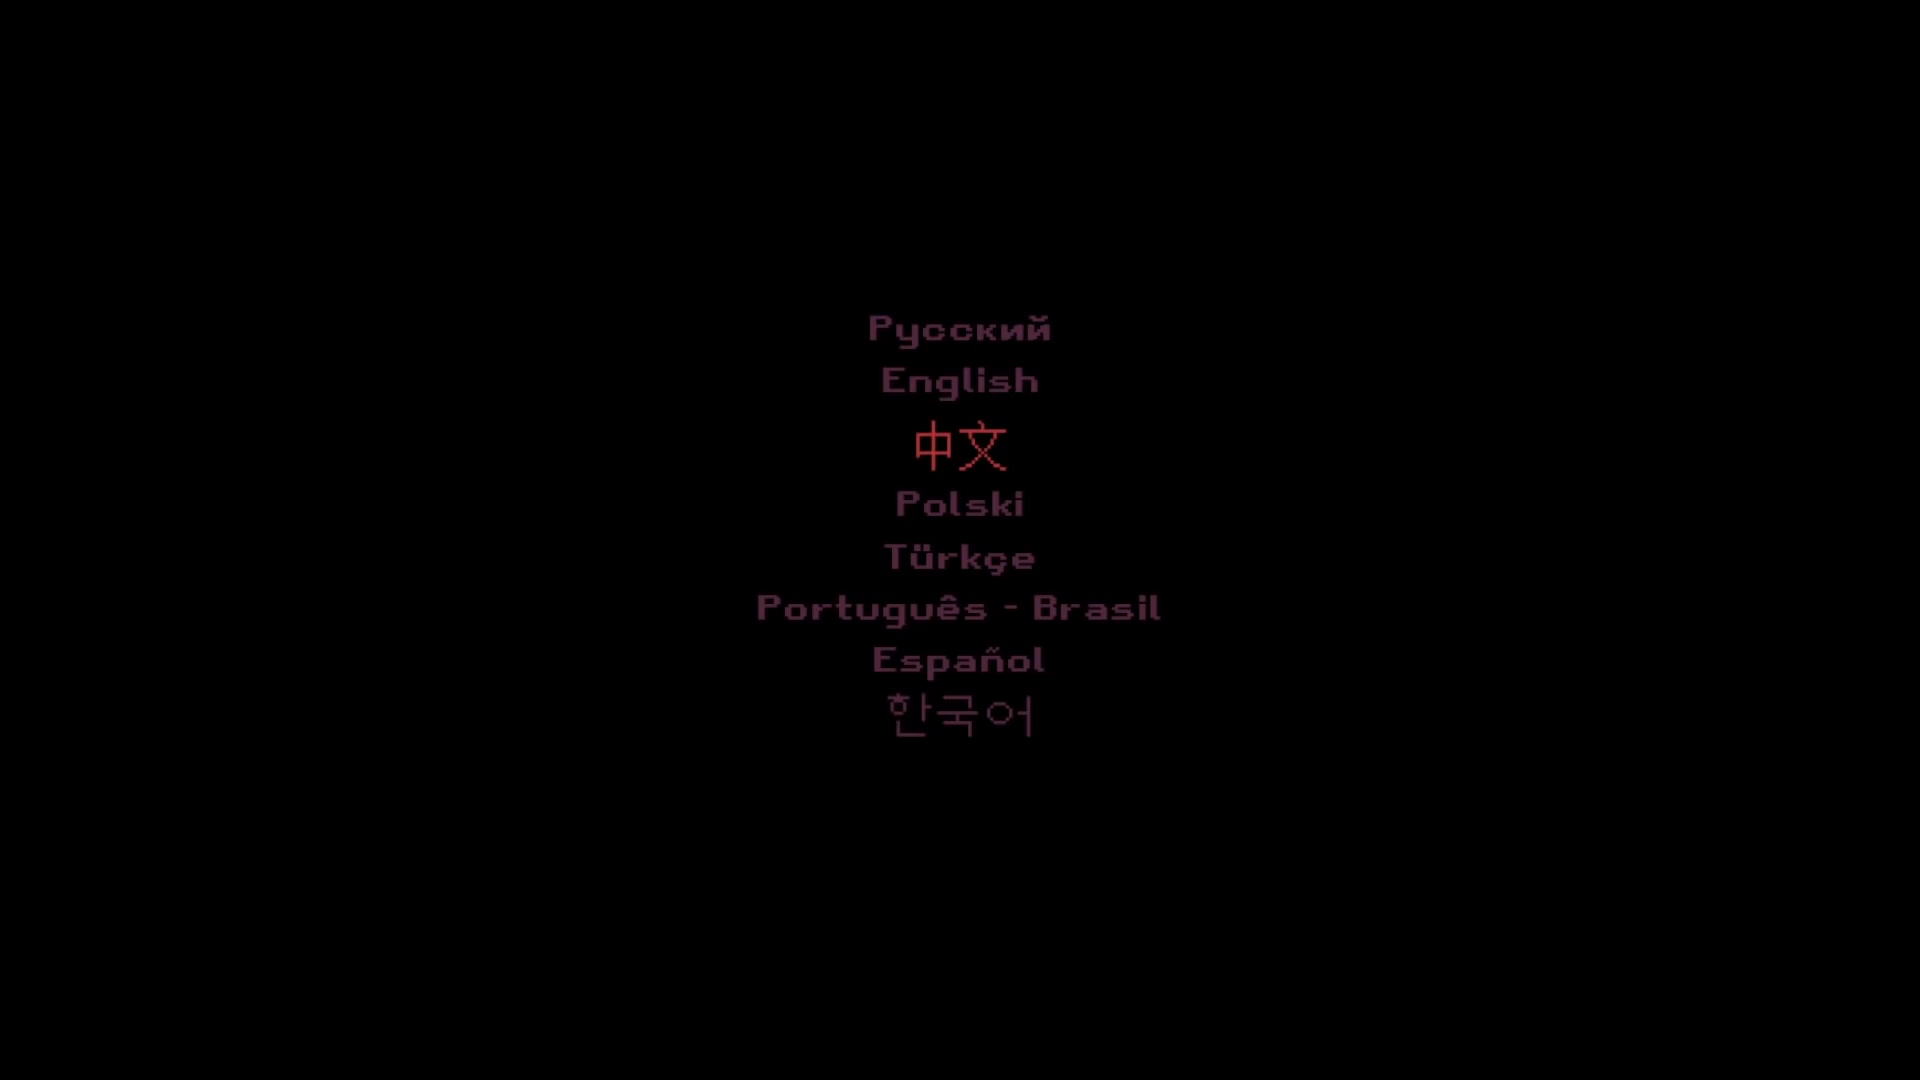 Русский
English
中文
Polski
Türkçe
Português - Brasil
Español
한국어